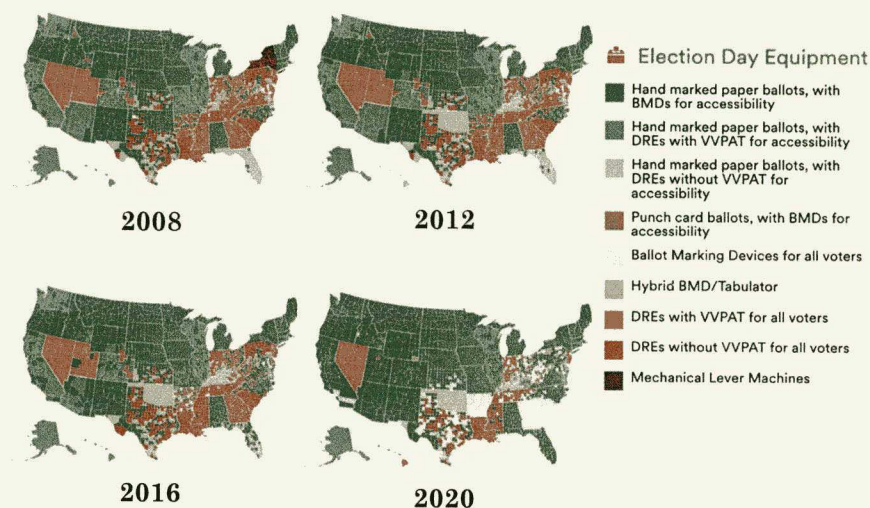 2008
2012
2016
2020
Election Day Equipment
Hand marked paper ballots, with
BMDs for accessibility
Hand marked paper ballots, with
DREs with VVPAT for accessibility
Hand marked paper ballots, with
DREs without VVPAT for
accessibility
Punch card ballots, with BMDs for
accessibility
Ballot Marking Devices for all voters
Hybrid BMD/Tabulator
DREs with VVPAT for all voters
DREs without VVPAT for all voters
Mechanical Lever Machines